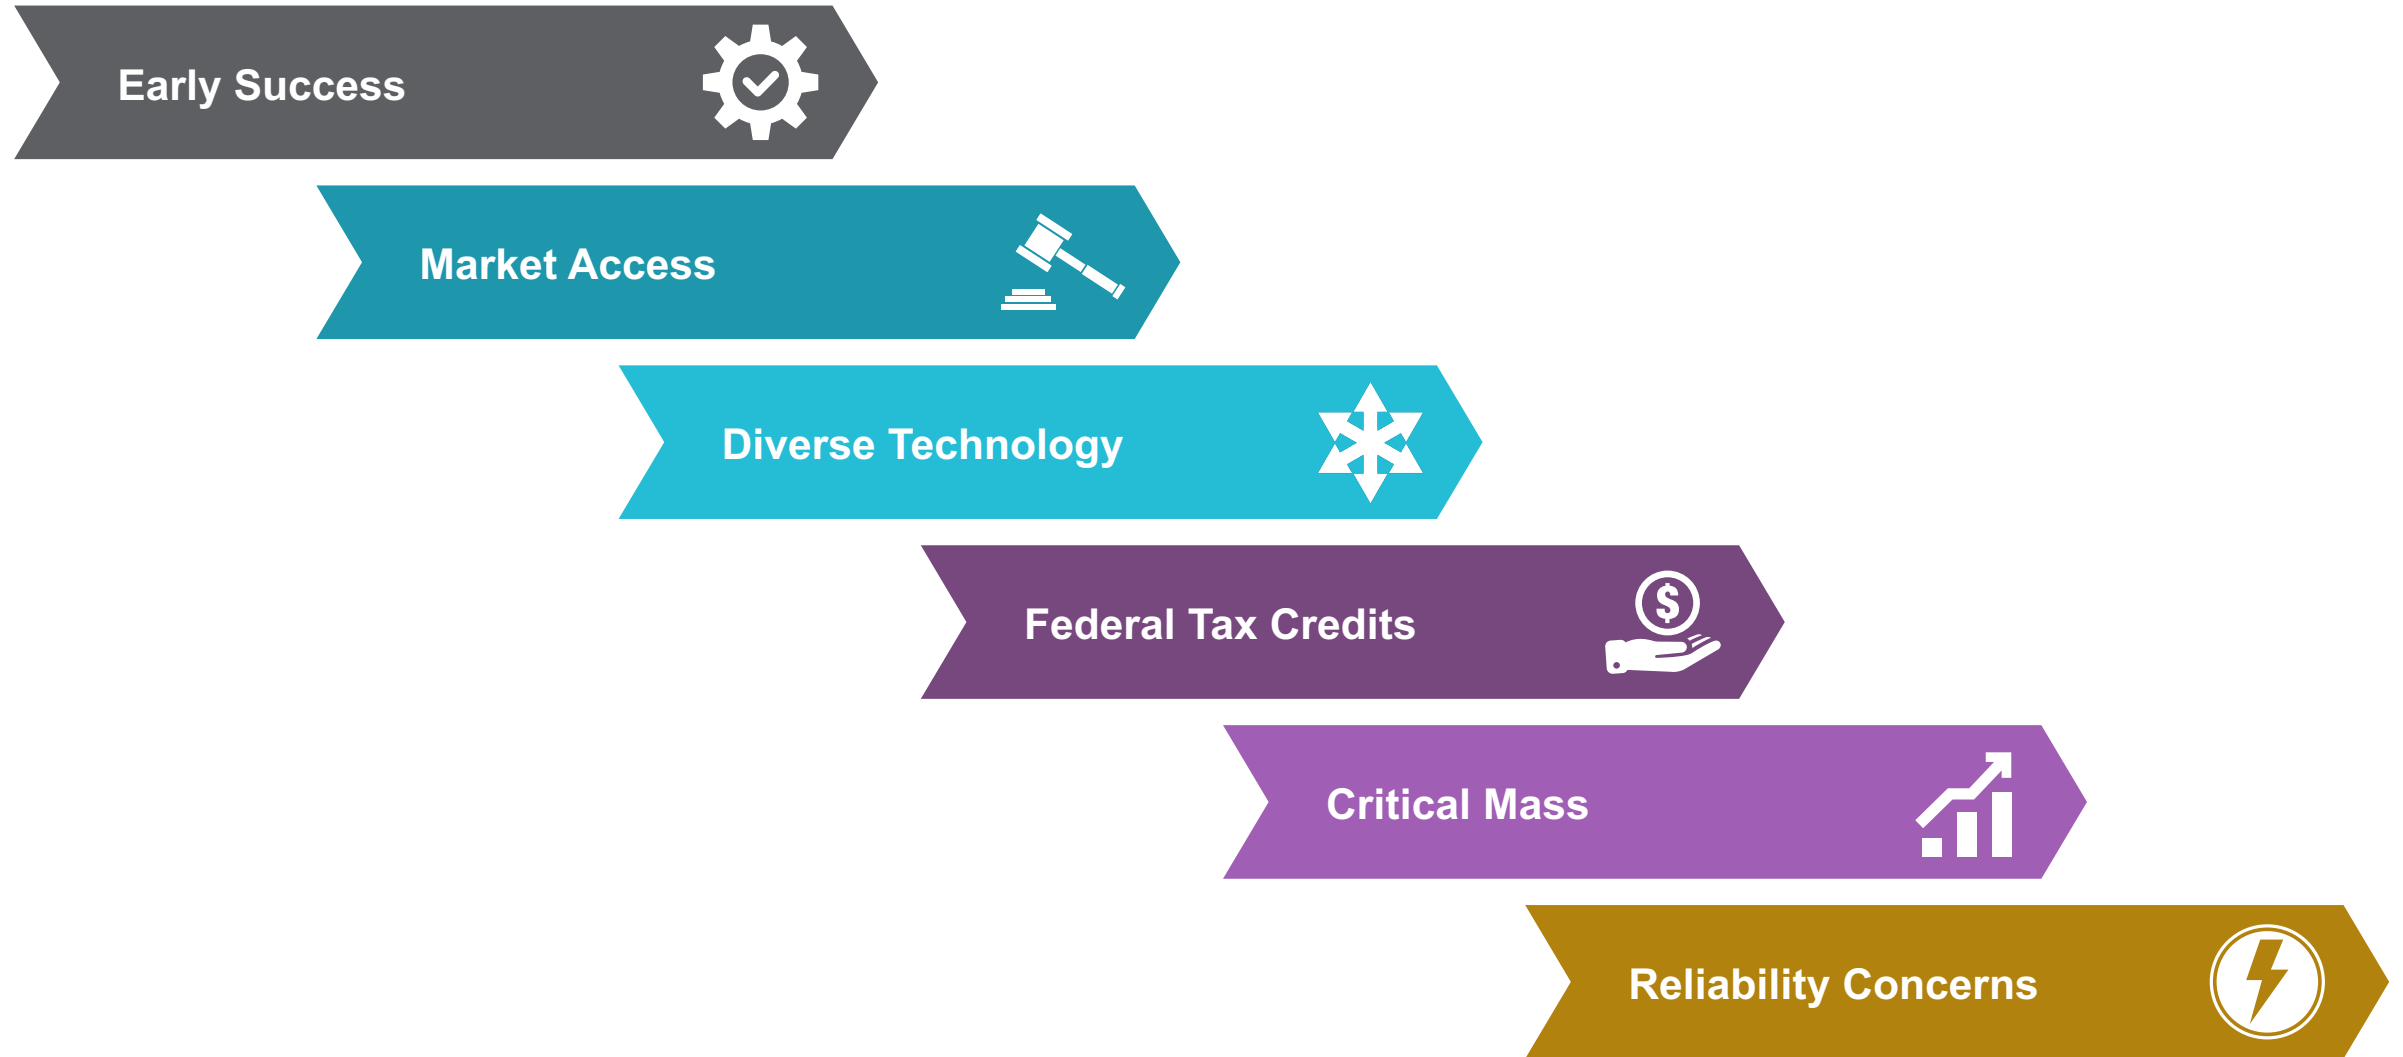 Early Success
Market Access
Diverse Technology
Federal Tax Credits
Critical Mass
Reliability Concerns